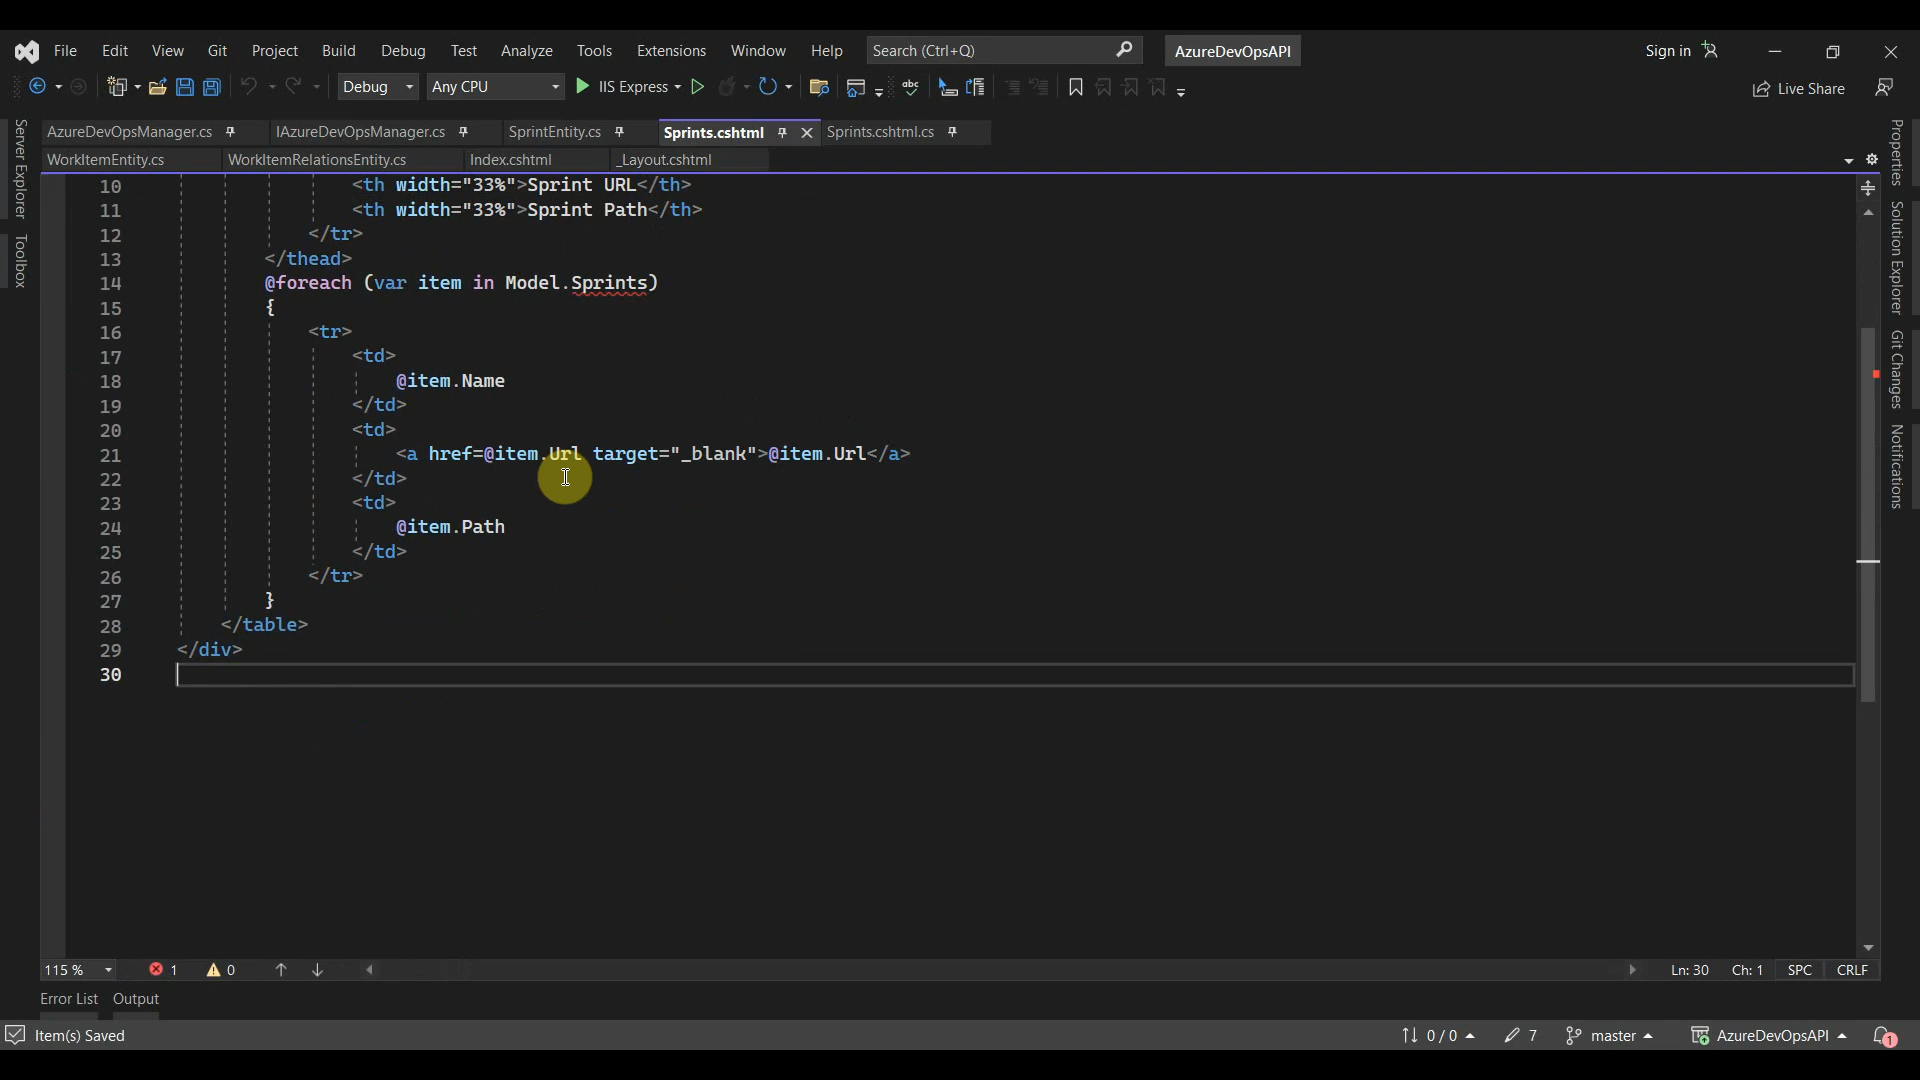 File Edit View Git Project Build Debug Test Analyze Tools Extensions Window Help Search (Ctrl+Q) AzureDevOpsAPI Sign in
Debug Any CPU IIS Express abc Live Share
AzureDevOpsManager.cs IAzureDevOpsManager.cs SprintEntity.cs Sprints.cshtml Sprints.cshtml.cs
WorkItemEntity.cs WorkItemRelationsEntity.cs Index.cshtml _Layout.cshtml
Server Explorer
Toolbox
10 <th width="33%">Sprint URL</th>
11 <th width="33%">Sprint Path</th>
12 </tr>
13 </thead>
14 @foreach (var item in Model.Sprints)
15 {
16 <tr>
17 <td>
18 @item.Name
19 </td>
20 <td>
21 <a href=@item.Url target="_blank">@item.Url</a>
22 </td>
23 <td>
24 @item.Path
25 </td>
26 </tr>
27 }
28 </table>
29 </div>
30
Properties
Solution Explorer
Git Changes
Notifications
115 % 1 0 Ln: 30 Ch: 1 SPC CRLF
Error List Output
Item(s) Saved 0 / 0 7 master AzureDevOpsAPI 1